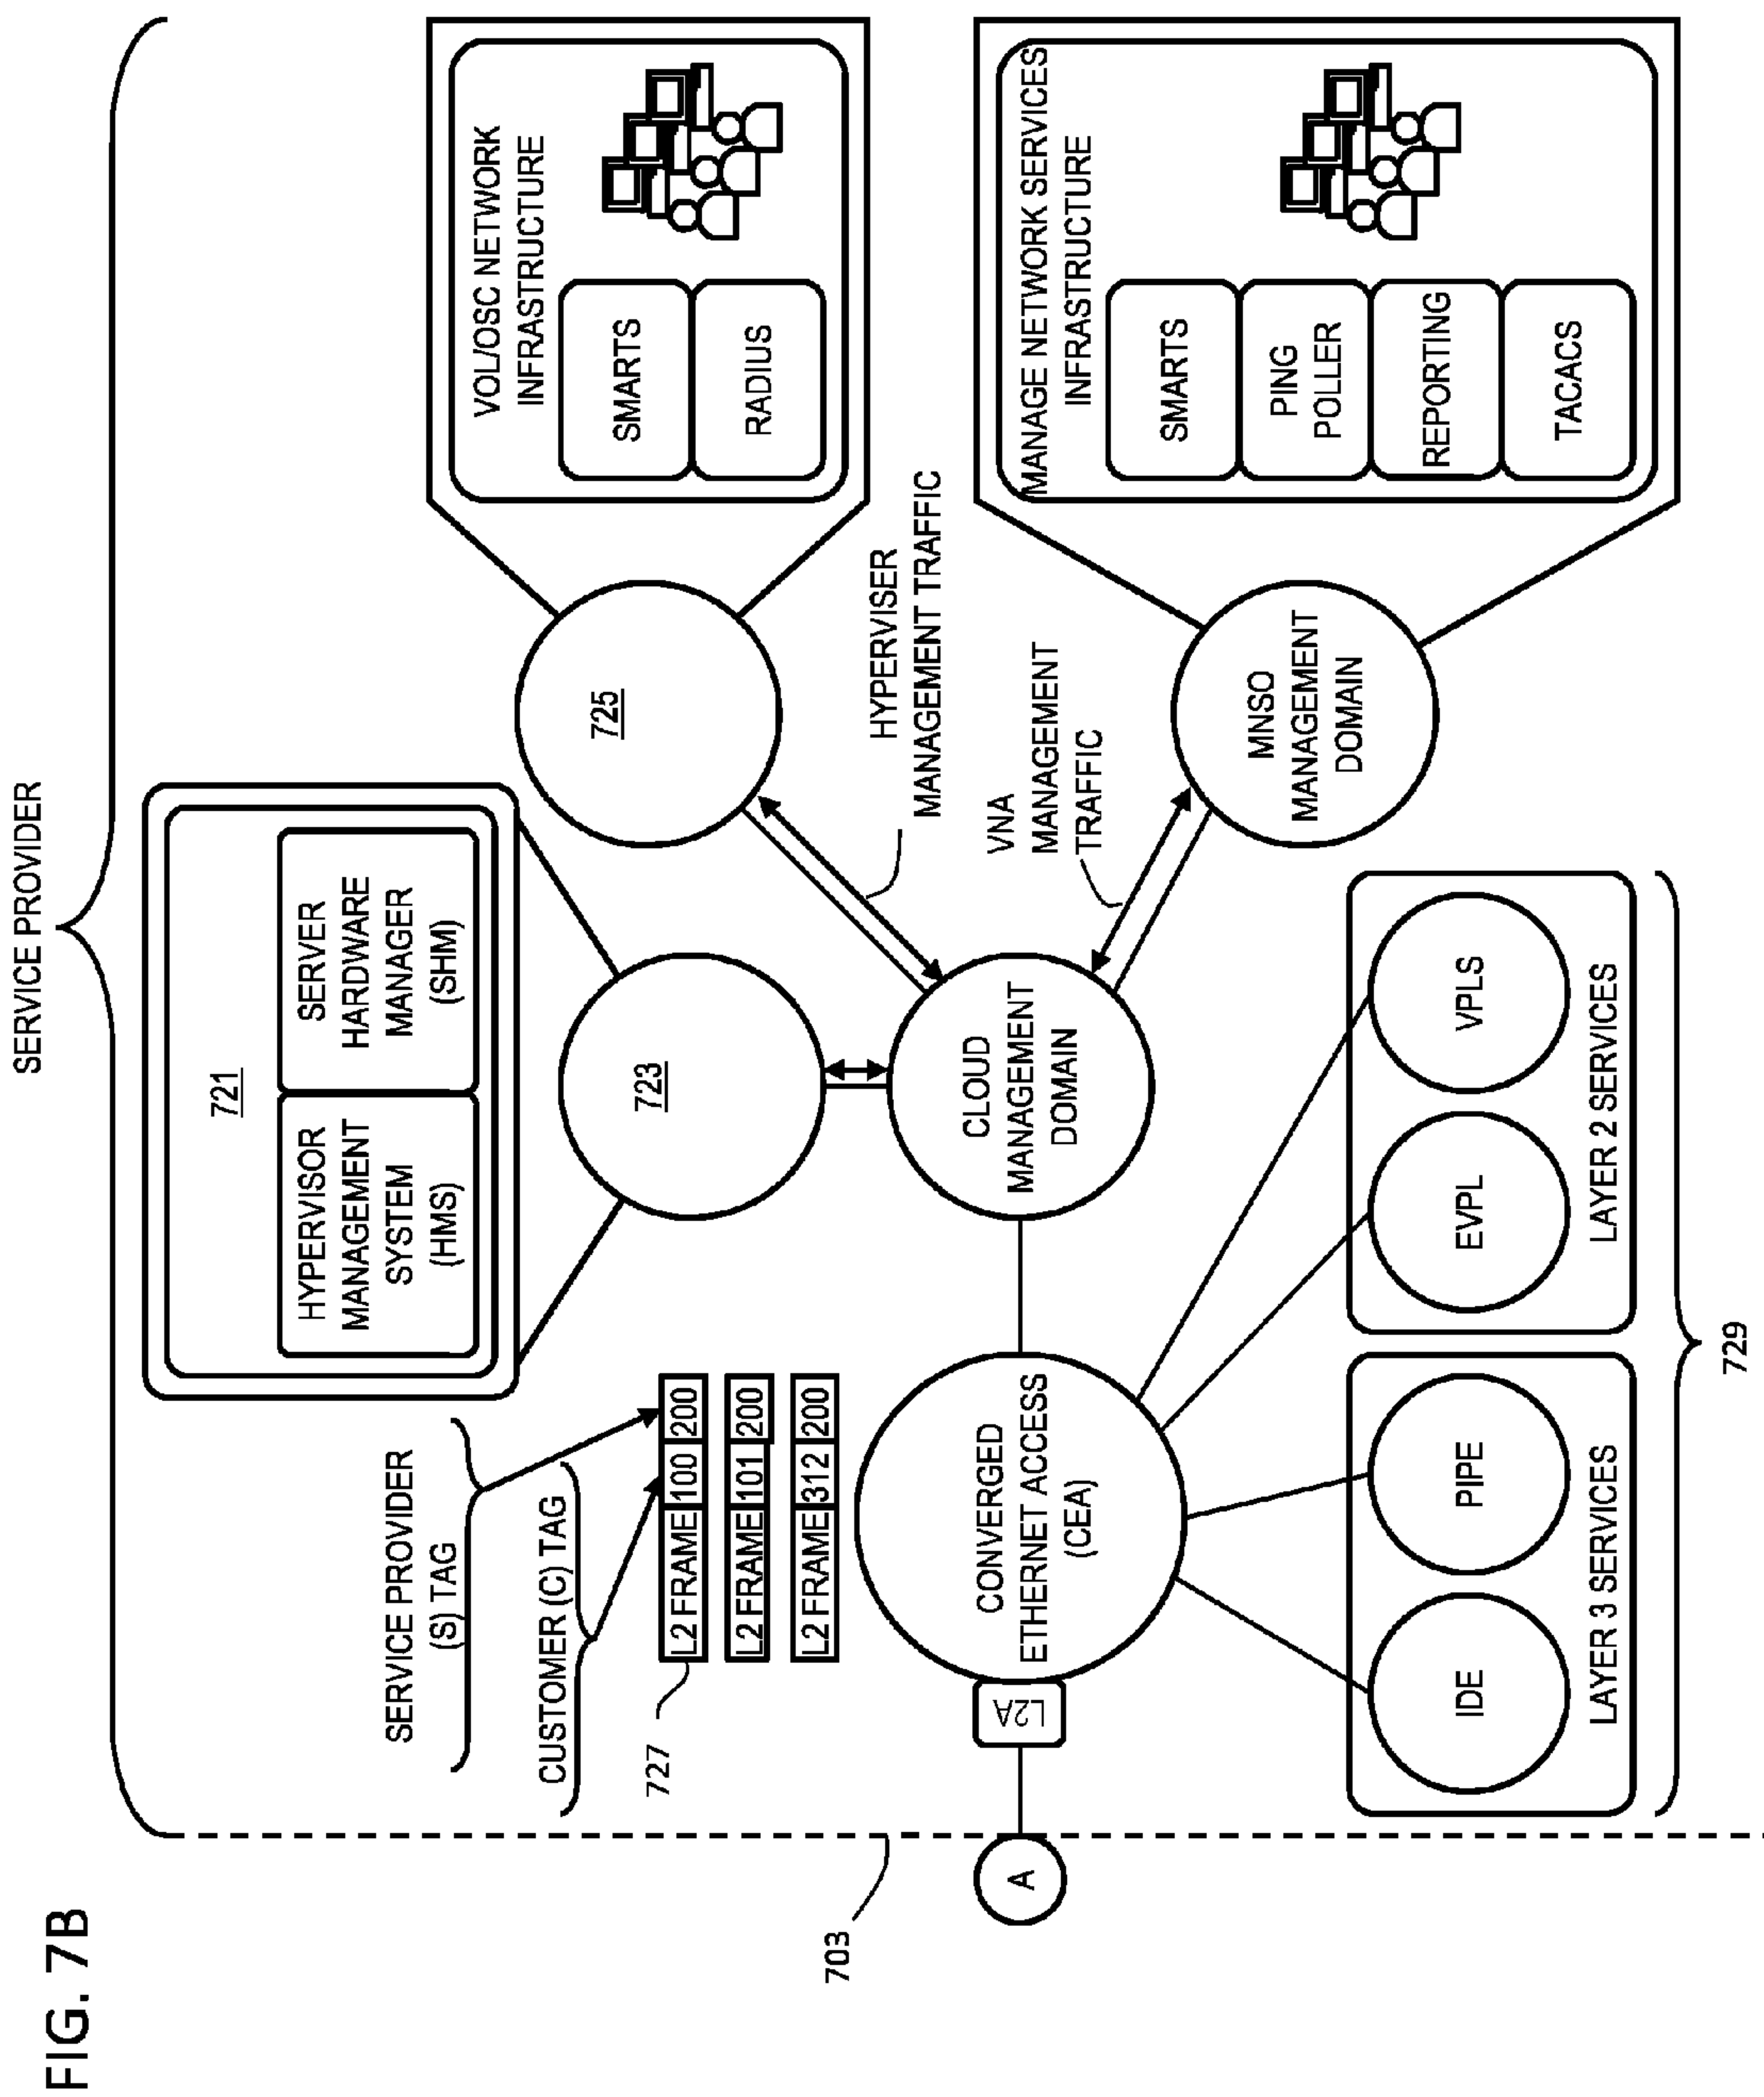 FIG. 7B
SERVICE PROVIDER
721
HYPERVISOR
MANAGEMENT
SYSTEM
(HMS)
SERVER
HARDWARE
MANAGER
(SHM)
SERVICE PROVIDER
(S) TAG
CUSTOMER (C) TAG
727
L2 FRAME 100 200
L2 FRAME 101 200
L2 FRAME 312 200
723
725
VOL/OSC NETWORK
INFRASTRUCTURE
SMARTS
RADIUS
HYPERVISER
MANAGEMENT TRAFFIC
VNA
MANAGEMENT
TRAFFIC
703
A
L2A
CONVERGED
ETHERNET ACCESS
(CEA)
CLOUD
MANAGEMENT
DOMAIN
MNSO
MANAGEMENT
DOMAIN
MANAGE NETWORK SERVICES
INFRASTRUCTURE
SMARTS
PING
POLLER
REPORTING
TACACS
IDE
PIPE
LAYER 3 SERVICES
EVPL
VPLS
LAYER 2 SERVICES
729